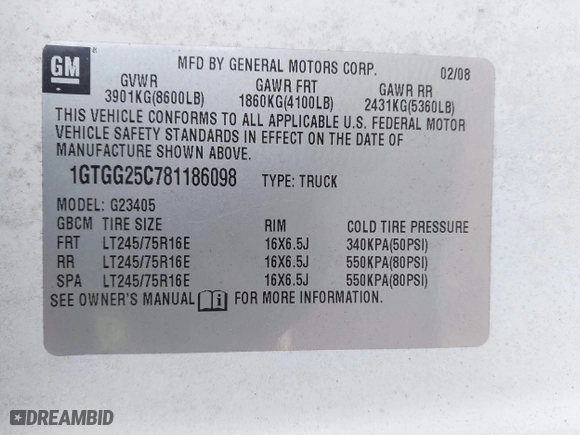 GM
MFD BY GENERAL MOTORS CORP. 02/08
GVWR GAWR FRT GAWR RR
3901KG(8600LB) 1860KG(4100LB) 2431KG(5360LB)
THIS VEHICLE CONFORMS TO ALL APPLICABLE U.S. FEDERAL MOTOR
VEHICLE SAFETY STANDARDS IN EFFECT ON THE DATE OF
MANUFACTURE SHOWN ABOVE.
1GTGG25C781186098 TYPE: TRUCK
MODEL: G23405
GBCM TIRE SIZE RIM COLD TIRE PRESSURE
FRT LT245/75R16E 16X6.5J 340KPA(50PSI)
RR LT245/75R16E 16X6.5J 550KPA(80PSI)
SPA LT245/75R16E 16X6.5J 550KPA(80PSI)
SEE OWNER'S MANUAL FOR MORE INFORMATION.
DREAMBID